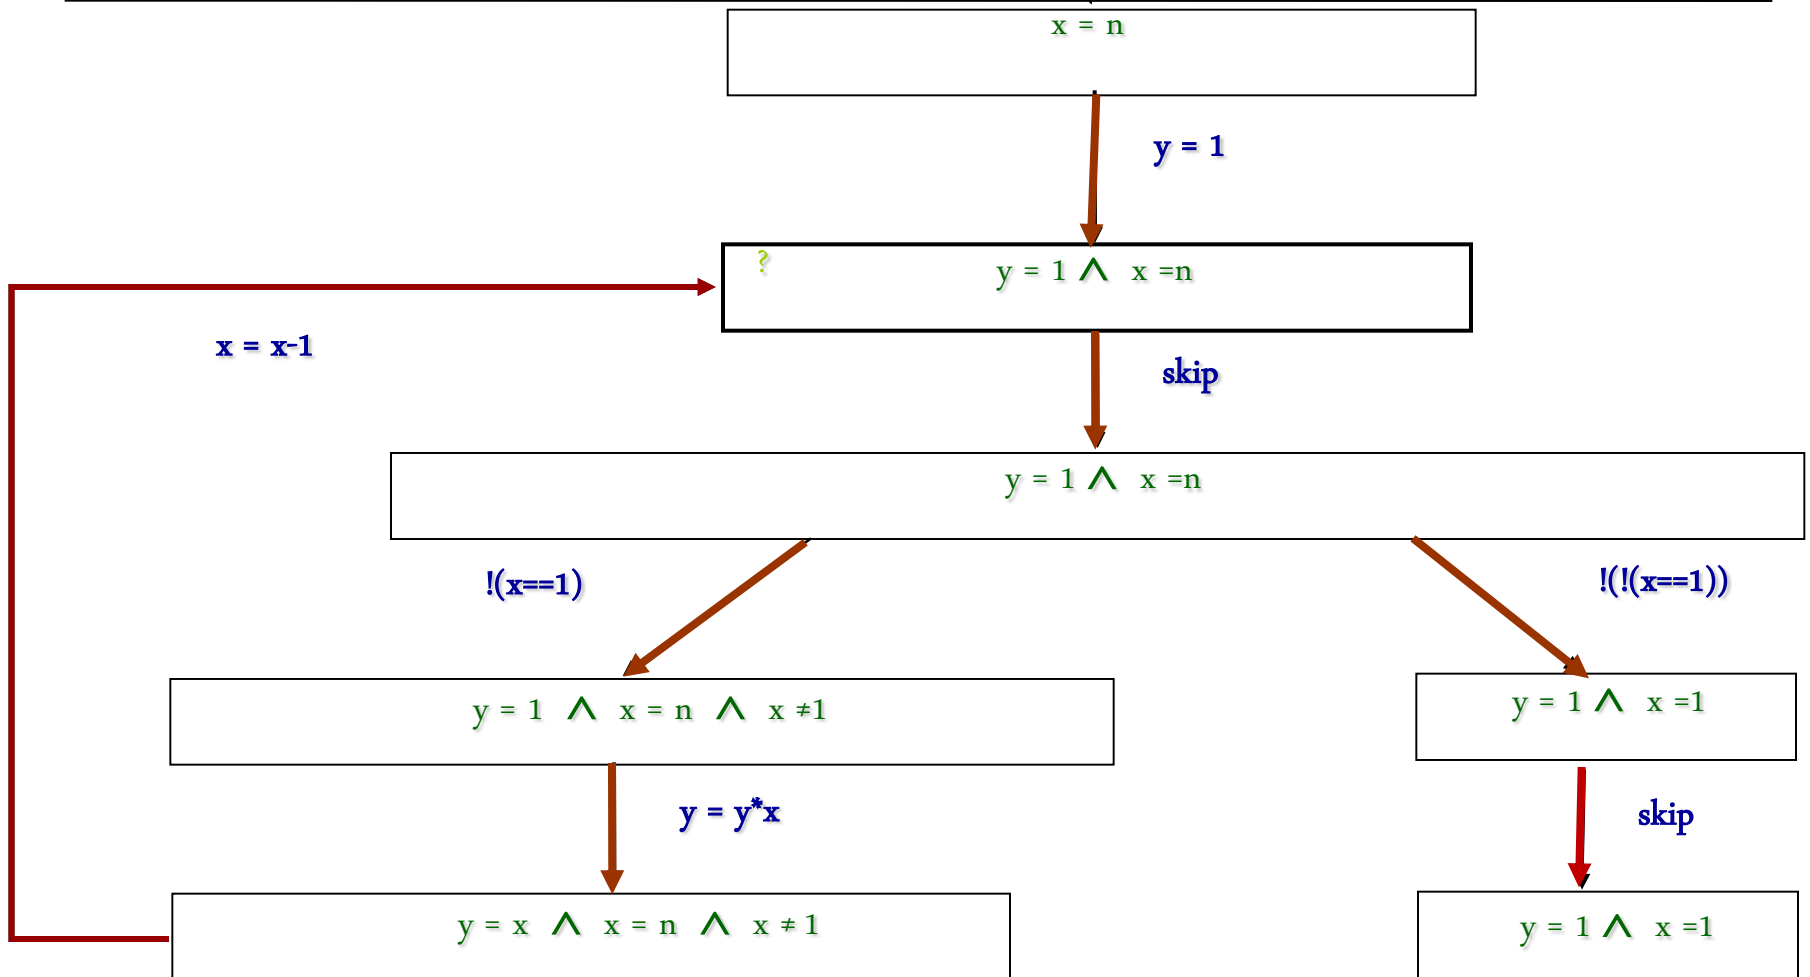 x = n
y = 1
? y = 1 ∧ x =n
x = x-1
skip
y = 1 ∧ x =n
!(x==1)
!(!(x==1))
y = 1 ∧ x = n ∧ x ≠1
y = 1 ∧ x =1
y = y*x
skip
y = x ∧ x = n ∧ x ≠ 1
y = 1 ∧ x =1